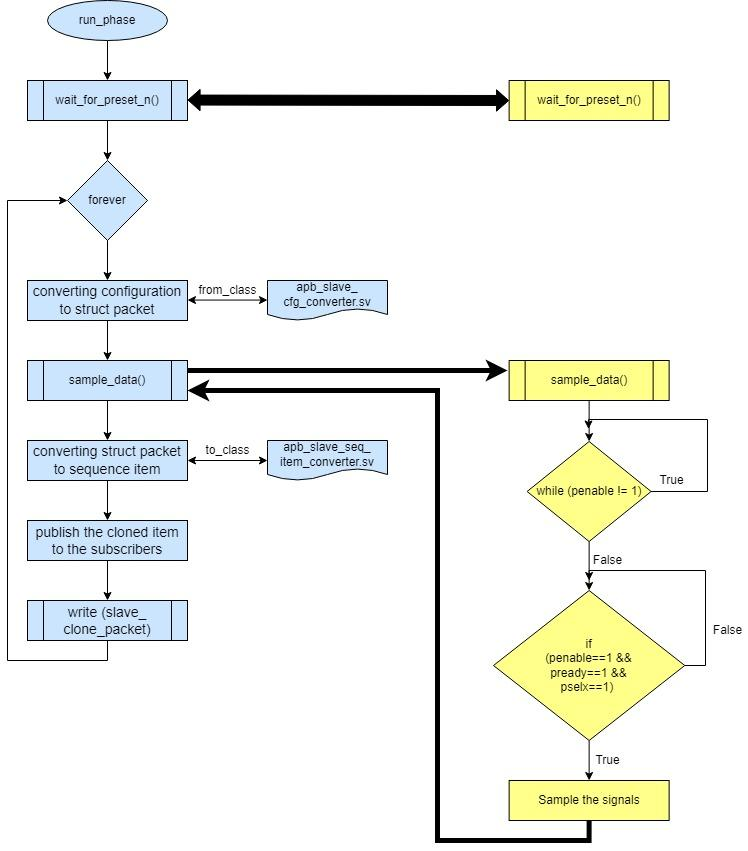 run_phase
wait_for_preset_n()
wait_for_preset_n()
forever
converting configuration
to struct packet
from_class
apb_slave_
cfg_converter.sv
sample_data()
sample_data()
converting struct packet
to sequence item
to_class
apb_slave_seq_
item_converter.sv
while (penable != 1)
True
publish the cloned item
to the subscribers
False
write (slave_
clone_packet)
if
(penable==1 &&
pready==1 &&
pselx==1)
False
True
Sample the signals